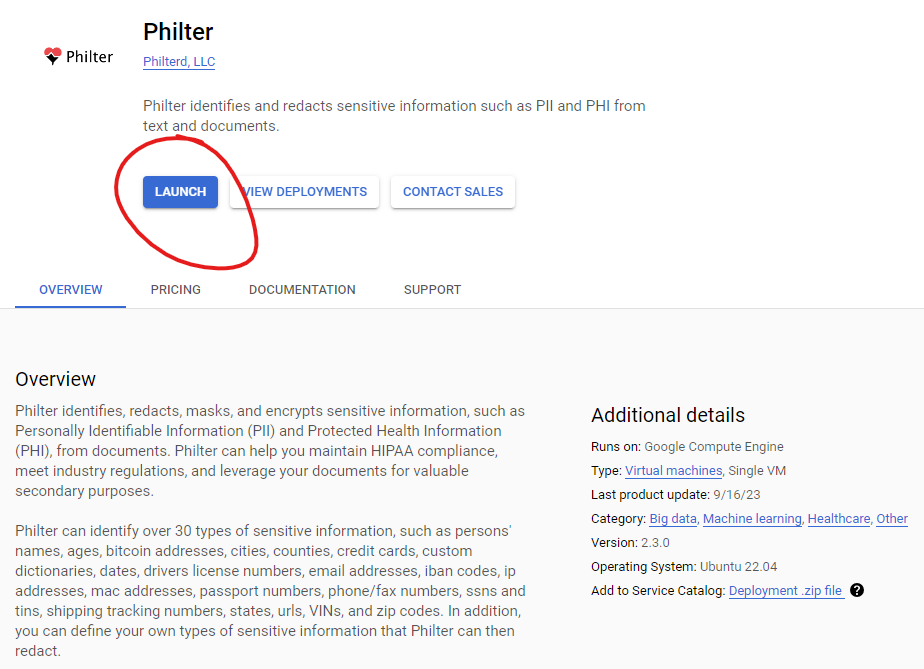 Philter
Philter
Philterd, LLC
Philter identifies and redacts sensitive information such as PII and PHI from
text and documents.
LAUNCH
VIEW DEPLOYMENTS
CONTACT SALES
OVERVIEW
PRICING
DOCUMENTATION
SUPPORT
Overview
Philter identifies, redacts, masks, and encrypts sensitive information, such as
Personally Identifiable Information (PII) and Protected Health Information
(PHI), from documents. Philter can help you maintain HIPAA compliance,
meet industry regulations, and leverage your documents for valuable
secondary purposes.
Philter can identify over 30 types of sensitive information, such as persons'
names, ages, bitcoin addresses, cities, counties, credit cards, custom
dictionaries, dates, drivers license numbers, email addresses, iban codes, ip
addresses, mac addresses, passport numbers, phone/fax numbers, ssns and
tins, shipping tracking numbers, states, urls, VINs, and zip codes. In addition,
you can define your own types of sensitive information that Philter can then
redact.
Additional details
Runs on: Google Compute Engine
Type: Virtual machines, Single VM
Last product update: 9/16/23
Category: Big data, Machine learning, Healthcare, Other
Version: 2.3.0
Operating System: Ubuntu 22.04
Add to Service Catalog: Deployment .zip file ?